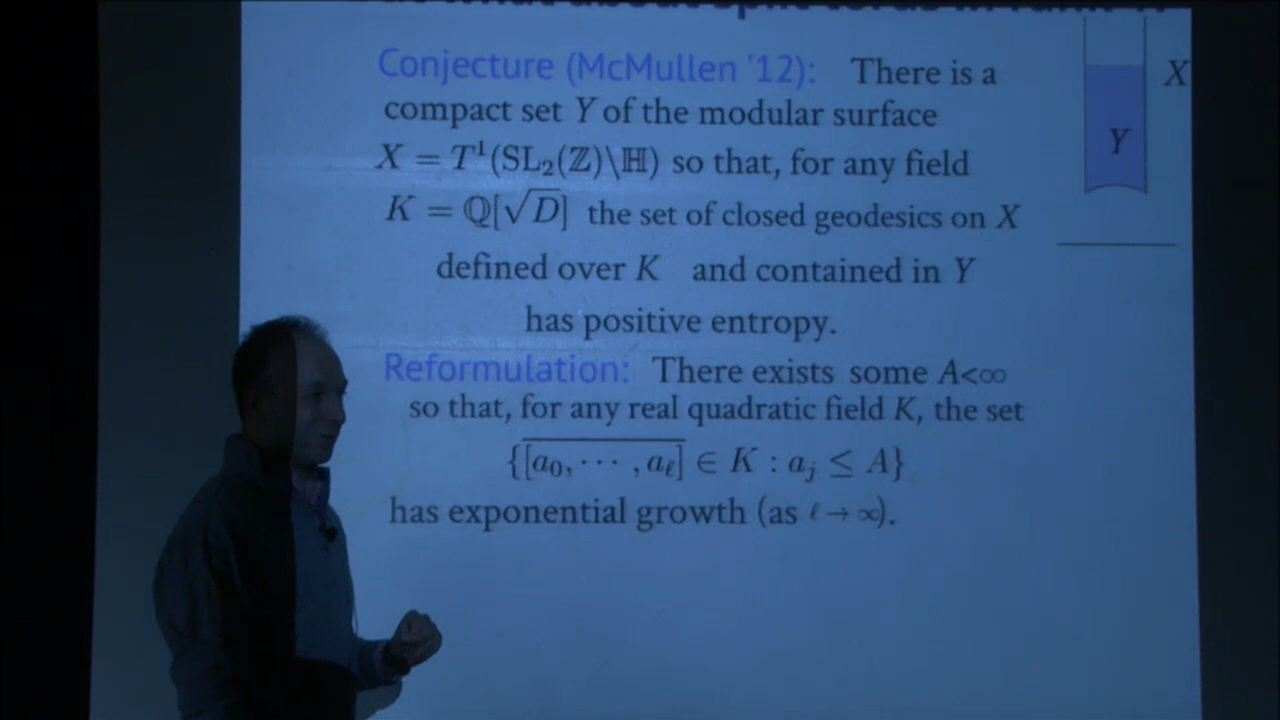 Conjecture (McMullen '12): There is a
compact set Y of the modular surface
X = T¹(SL₂(ℤ)\ℍ) so that, for any field
K = ℚ[√D] the set of closed geodesics on X
defined over K and contained in Y
has positive entropy.
Reformulation: There exists some A<∞
so that, for any real quadratic field K, the set
{[a₀, ⋯ , a_ℓ] ∈ K : a_j ≤ A}
has exponential growth (as ℓ → ∞).
X
Y